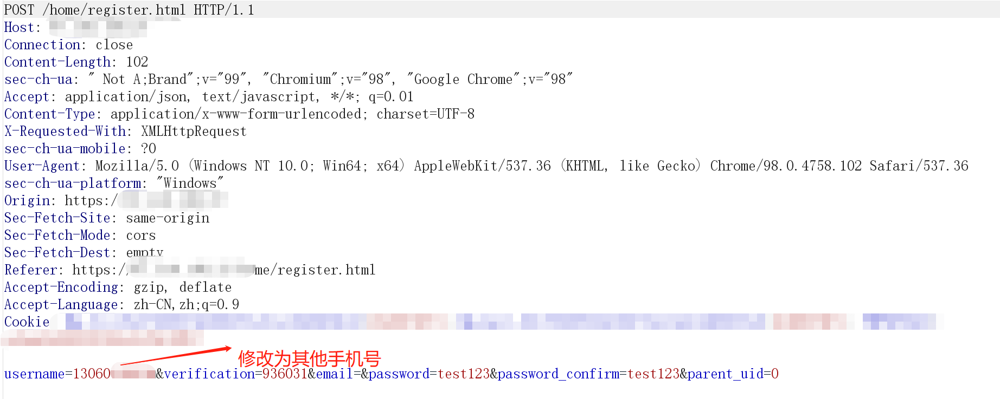 POST /home/register.html HTTP/1.1
Host:
Connection: close
Content-Length: 102
sec-ch-ua: " Not A;Brand";v="99", "Chromium";v="98", "Google Chrome";v="98"
Accept: application/json, text/javascript, */*; q=0.01
Content-Type: application/x-www-form-urlencoded; charset=UTF-8
X-Requested-With: XMLHttpRequest
sec-ch-ua-mobile: ?0
User-Agent: Mozilla/5.0 (Windows NT 10.0; Win64; x64) AppleWebKit/537.36 (KHTML, like Gecko) Chrome/98.0.4758.102 Safari/537.36
sec-ch-ua-platform: "Windows"
Origin: https:/
Sec-Fetch-Site: same-origin
Sec-Fetch-Mode: cors
Sec-Fetch-Dest: empty
Referer: https:/ me/register.html
Accept-Encoding: gzip, deflate
Accept-Language: zh-CN,zh;q=0.9
Cookie
修改为其他手机号
username=13060 &verification=936031&email=&password=test123&password_confirm=test123&parent_uid=0